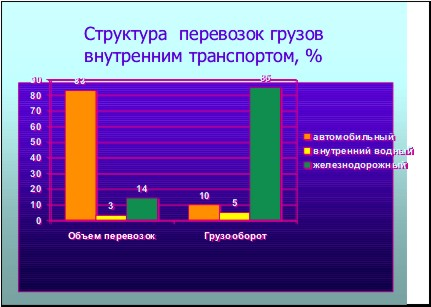 Структура перевозок грузов
внутренним транспортом, %
90
80
70
60
50
40
30
20
10
0
83
3
14
10
5
85
Объем перевозок
Грузооборот
автомобильный
внутренний водный
железнодорожный